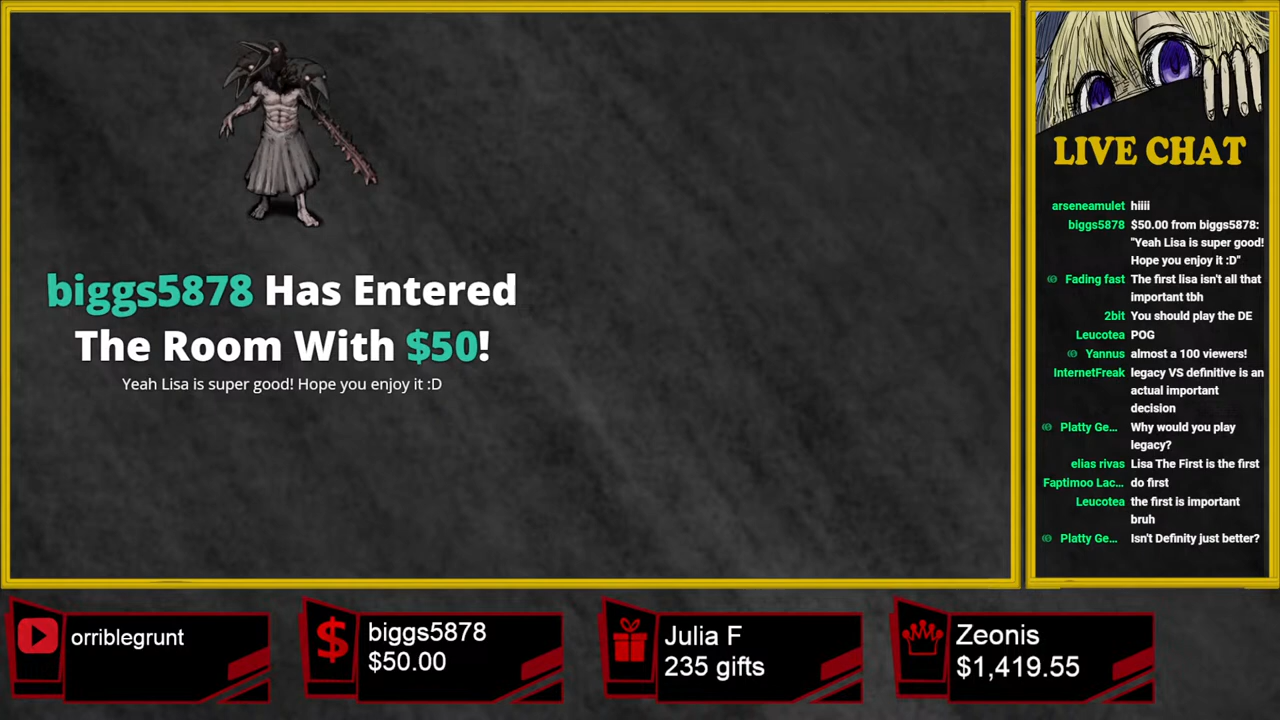 biggs5878 Has Entered
The Room With $50!
Yeah Lisa is super good! Hope you enjoy it :D
LIVE CHAT
arseneamulet hiiii
biggs5878 $50.00 from biggs5878:
"Yeah Lisa is super good!
Hope you enjoy it :D"
Fading fast The first lisa isn't all that
important tbh
2bit You should play the DE
Leucotea POG
Yannus almost a 100 viewers!
InternetFreak legacy VS definitive is an
actual important
decision
Platty Ge... Why would you play
legacy?
elias rivas Lisa The First is the first
Faptimoo Lac... do first
Leucotea the first is important
bruh
Platty Ge... Isn't Definity just better?
orriblegrunt
$
biggs5878
$50.00
Julia F
235 gifts
Zeonis
$1,419.55